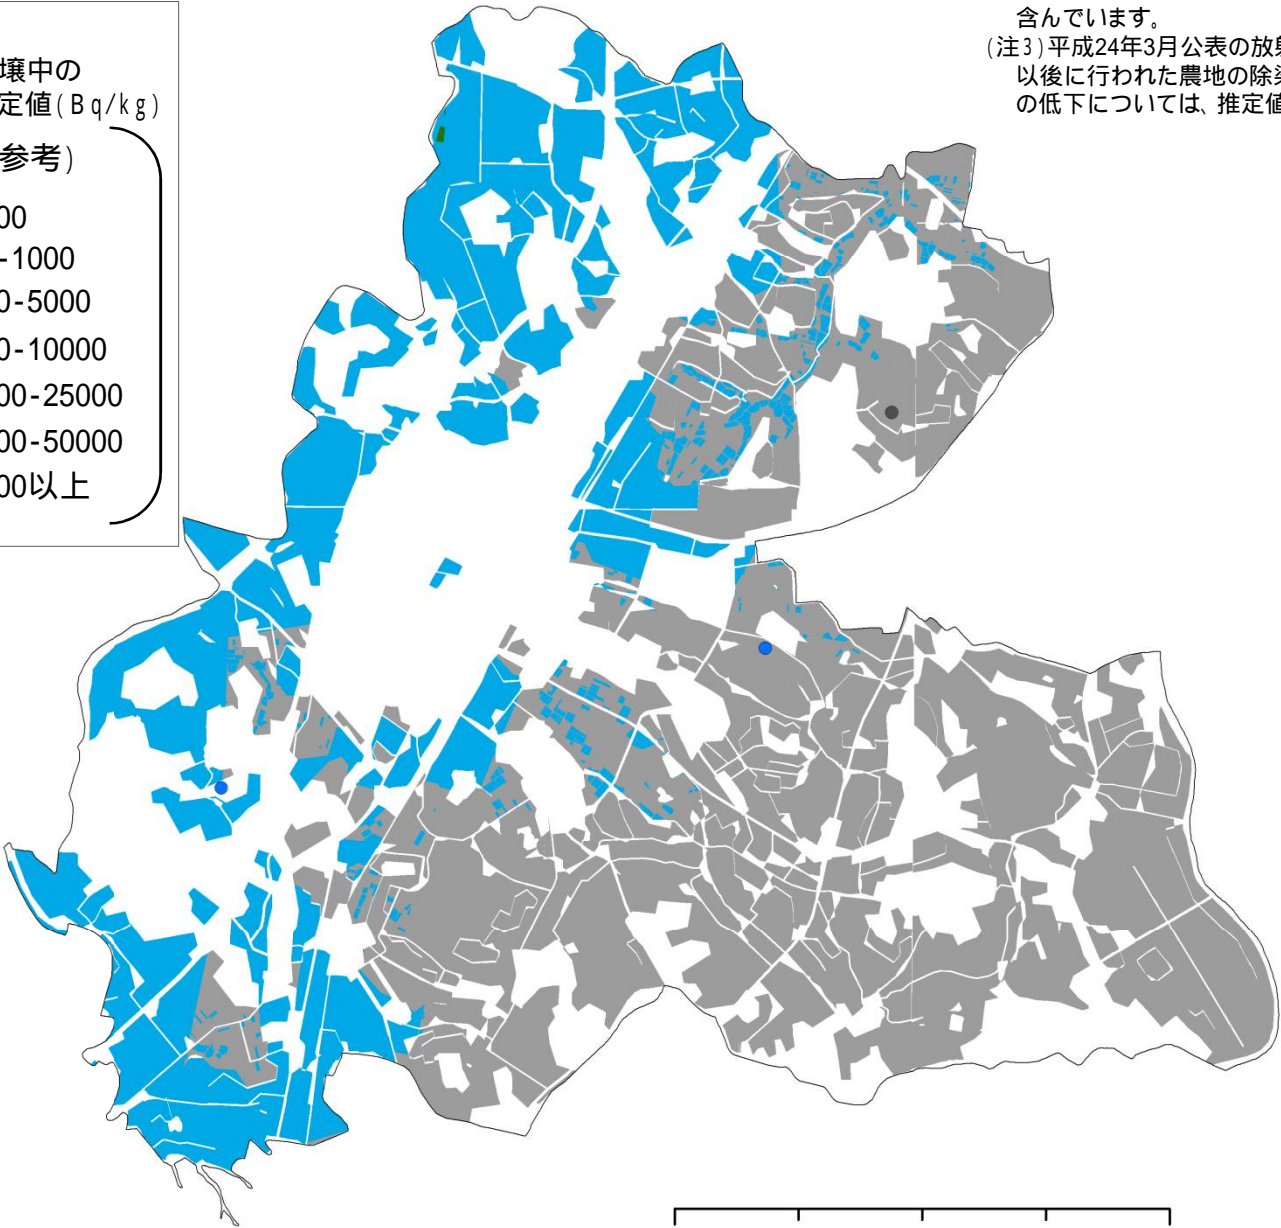 壌中の
定値(Bq/kg)
参考)
00
-1000
0-5000
0-10000
00-25000
00-50000
00以上
含んでいます。
(注3)平成24年3月公表の放射
以後に行われた農地の除染
の低下については、推定値